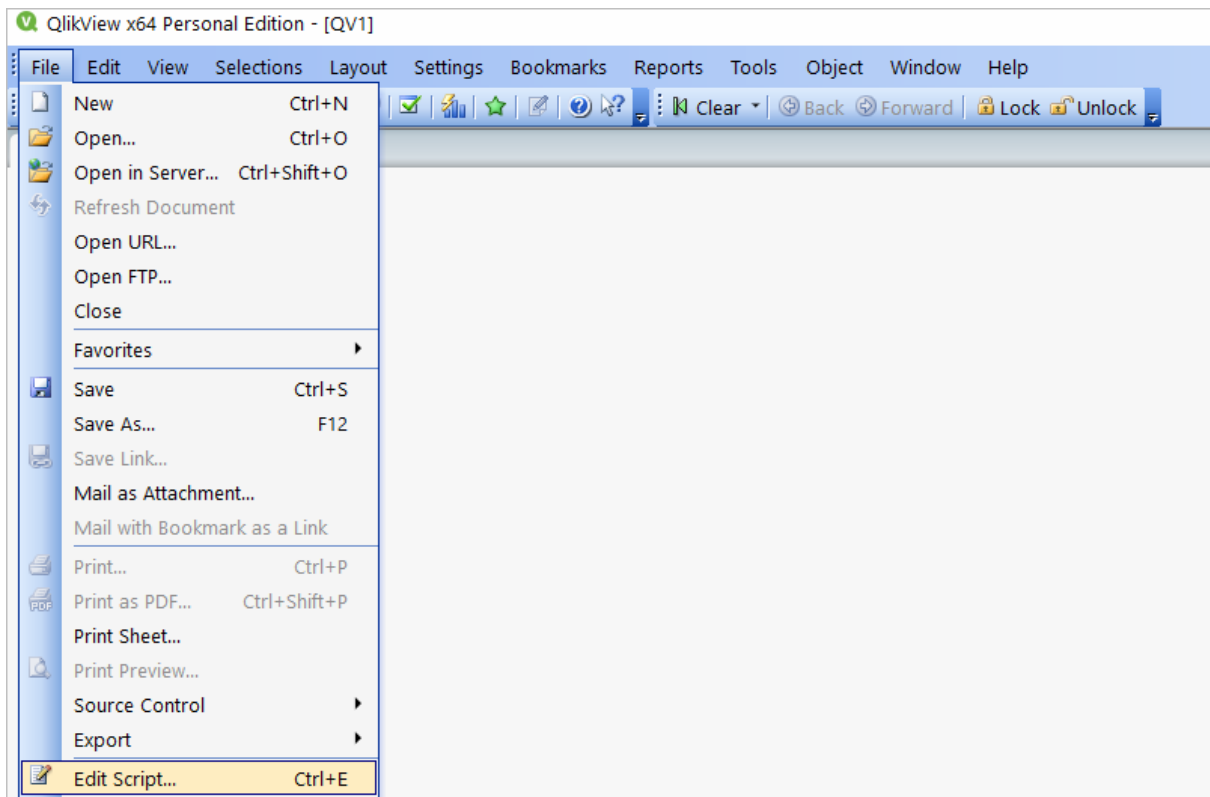 QlikView x64 Personal Edition - [QV1]
File Edit View Selections Layout Settings Bookmarks Reports Tools Object Window Help
Clear Back Forward Lock Unlock
New Ctrl+N
Open... Ctrl+O
Open in Server... Ctrl+Shift+O
Refresh Document
Open URL...
Open FTP...
Close
Favorites
Save Ctrl+S
Save As... F12
Save Link...
Mail as Attachment...
Mail with Bookmark as a Link
Print... Ctrl+P
Print as PDF... Ctrl+Shift+P
Print Sheet...
Print Preview...
Source Control
Export
Edit Script... Ctrl+E